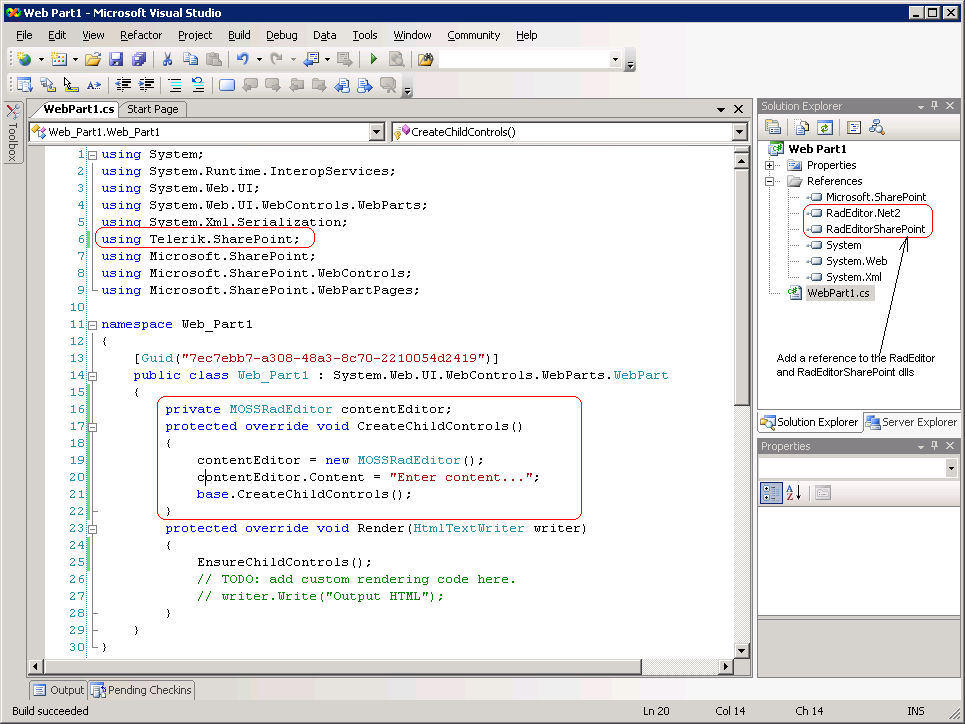 Web Part1 - Microsoft Visual Studio
File Edit View Refactor Project Build Debug Data Tools Window Community Help
WebPart1.cs Start Page
Toolbox
Web_Part1.Web_Part1 CreateChildControls()
1 using System;
2 using System.Runtime.InteropServices;
3 using System.Web.UI;
4 using System.Web.UI.WebControls.WebParts;
5 using System.Xml.Serialization;
6 using Telerik.SharePoint;
7 using Microsoft.SharePoint;
8 using Microsoft.SharePoint.WebControls;
9 using Microsoft.SharePoint.WebPartPages;
10
11 namespace Web_Part1
12 {
13 [Guid("7ec7ebb7-a308-48a3-8c70-2210054d2419")]
14 public class Web_Part1 : System.Web.UI.WebControls.WebParts.WebPart
15 {
16 private MOSSRadEditor contentEditor;
17 protected override void CreateChildControls()
18 {
19 contentEditor = new MOSSRadEditor();
20 contentEditor.Content = "Enter content...";
21 base.CreateChildControls();
22 }
23 protected override void Render(HtmlTextWriter writer)
24 {
25 EnsureChildControls();
26 // TODO: add custom rendering code here.
27 // writer.Write("Output HTML");
28 }
29 }
30 }
Solution Explorer
Web Part1
Properties
References
Microsoft.SharePoint
RadEditor.Net2
RadEditorSharePoint
System
System.Web
System.Xml
WebPart1.cs
Add a reference to the RadEditor
and RadEditorSharePoint dlls
Solution Explorer Server Explorer
Properties
Output Pending Checkins
Build succeeded Ln 20 Col 14 Ch 14 INS